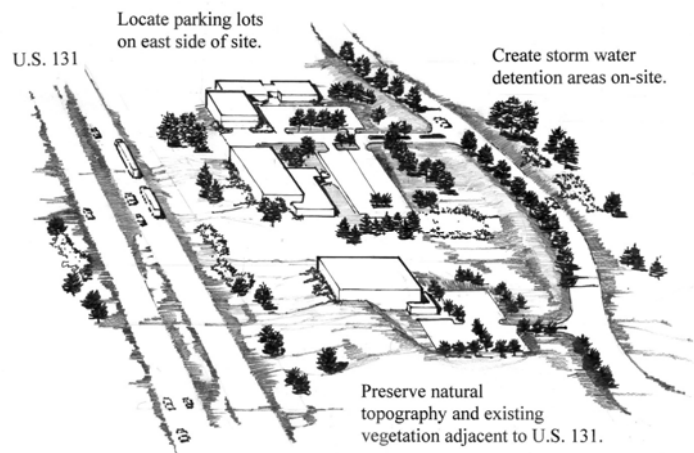 Locate parking lots
on east side of site.
U.S. 131
Create storm water
detention areas on-site.
Preserve natural
topography and existing
vegetation adjacent to U.S. 131.